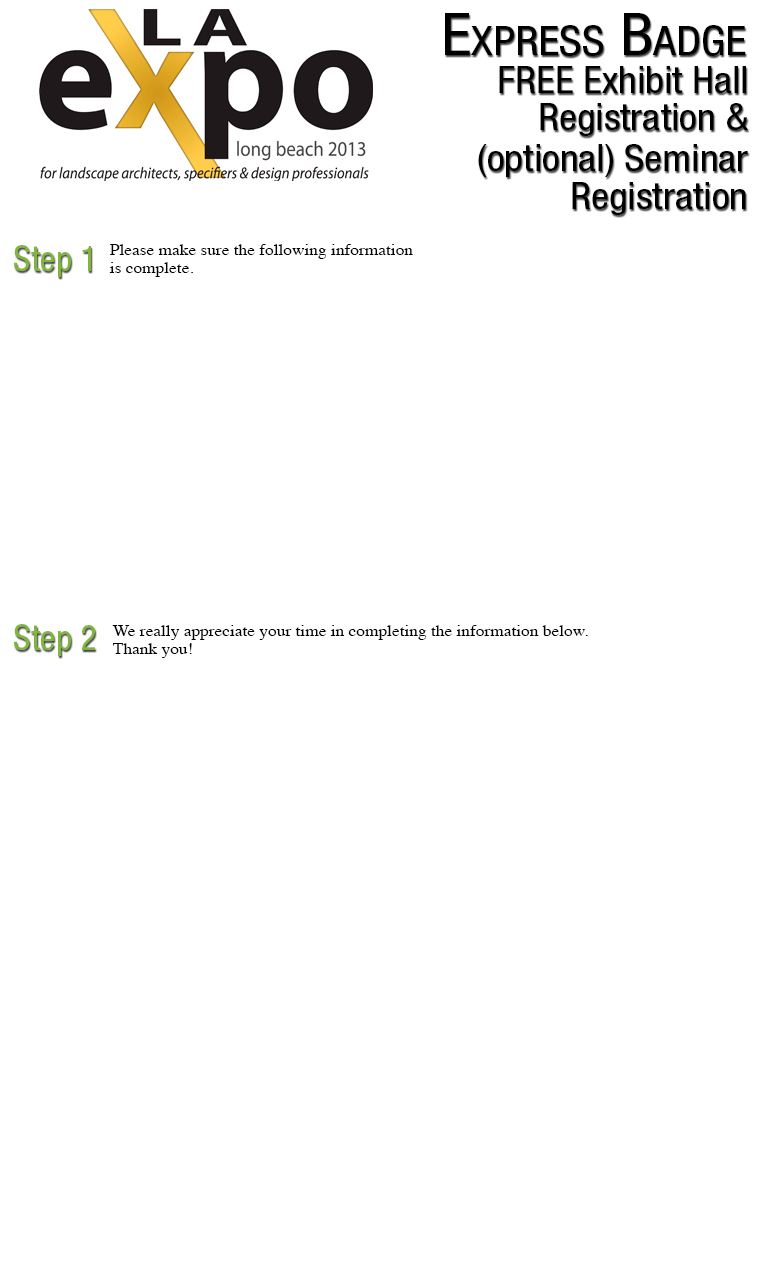 LA
expo
long beach 2013
for landscape architects, specifiers & design professionals
EXPRESS BADGE
FREE Exhibit Hall
Registration &
(optional) Seminar
Registration
Step 1
Please make sure the following information
is complete.
Step 2
We really appreciate your time in completing the information below.
Thank you!